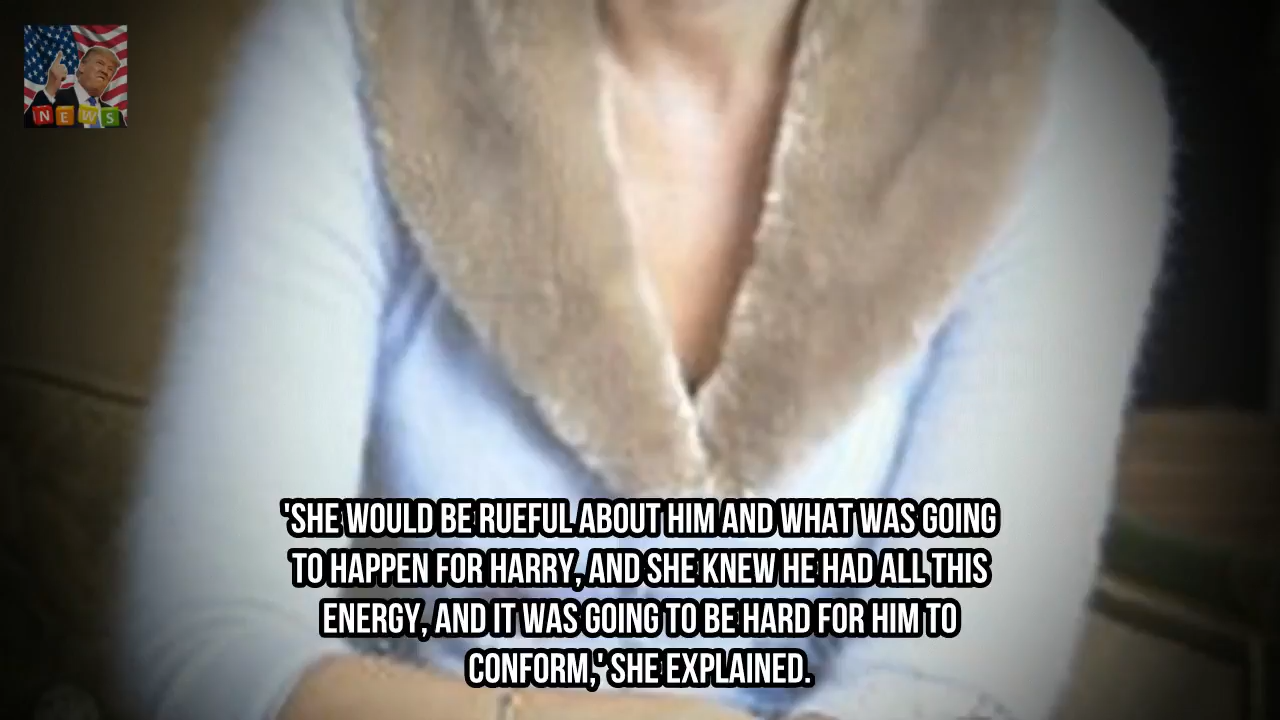 NEWS
'SHE WOULD BE RUEFUL ABOUT HIM AND WHAT WAS GOING
TO HAPPEN FOR HARRY, AND SHE KNEW HE HAD ALL THIS
ENERGY, AND IT WAS GOING TO BE HARD FOR HIM TO
CONFORM,' SHE EXPLAINED.